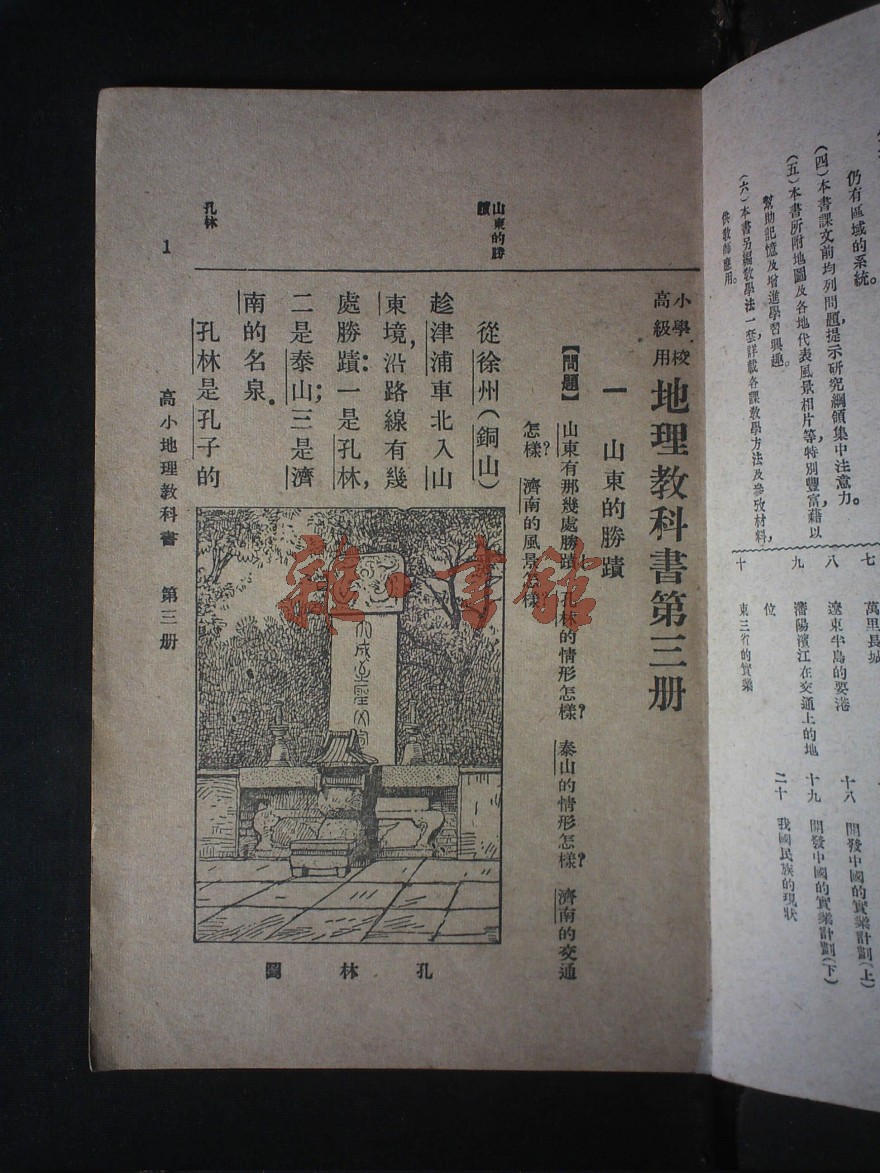 仍有區域的系統。
(四)本書課文前均列問題,提示研究綱領集中注意力。
(五)本書所附地圖及各地代表風景相片等,特別豐富,藉以
幫助記憶及增進學習興趣。
(六)本書另編教學法一套,詳載各課教學方法及參攷材料,
供教師應用。
七
萬里長城
八 遼東半島的要港
九 瀋陽濱江在交通上的地
位
十 東三省的實業
十八 開發中國的實業計劃(上)
十九 開發中國的實業計劃(下)
二十 我國民族的現狀
小學校
高級用
地理教科書第三册
一 山東的勝蹟
【問題】 山東有那幾處勝蹟? 孔林的情形怎樣? 泰山的情形怎樣? 濟南的交通
怎樣? 濟南的風景怎樣?
從徐州(銅山)
趁津浦車北入山
東境,沿路線有幾
處勝蹟:一是孔林,
二是泰山;三是濟
南的名泉。
孔林是孔子的
大成至聖文宣
孔林圖
山東的勝
蹟
孔林
1
高小地理教科書 第三册
雜·書館